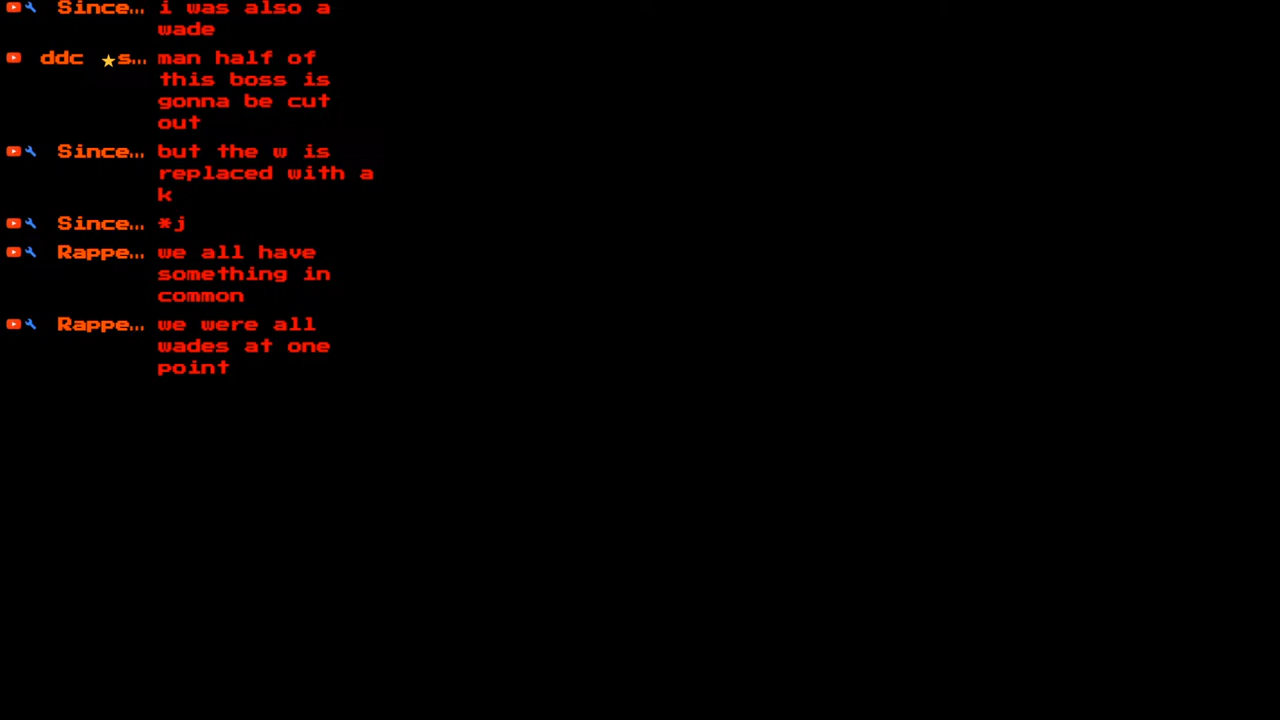 Since... i was also a
wade
ddc ★s... man half of
this boss is
gonna be cut
out
Since... but the w is
replaced with a
k
Since... *j
Rappe... we all have
something in
common
Rappe... we were all
wades at one
point